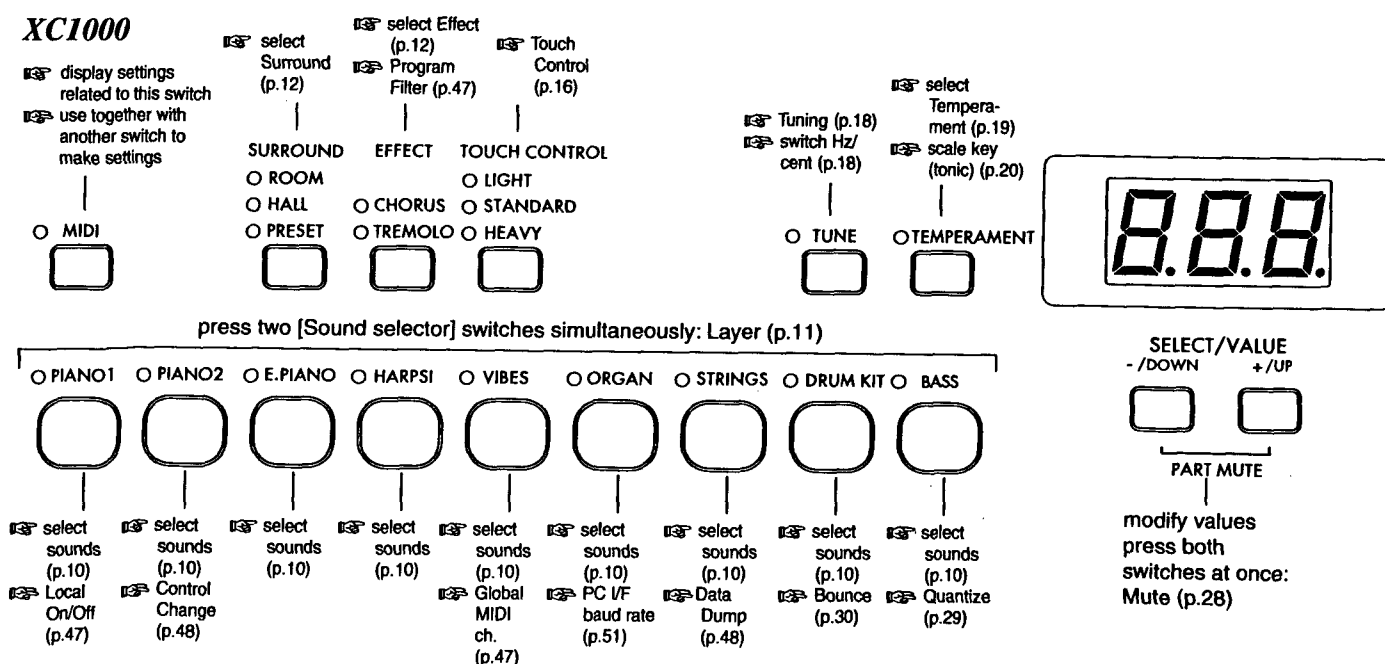 XC1000
☞ display settings
related to this switch
☞ use together with
another switch to
make settings
MIDI
☞ select
Surround
(p.12)
SURROUND
ROOM
HALL
PRESET
☞ select Effect
(p.12)
☞ Program
Filter (p.47)
EFFECT
CHORUS
TREMOLO
☞ Touch
Control
(p.16)
TOUCH CONTROL
LIGHT
STANDARD
HEAVY
☞ Tuning (p.18)
☞ switch Hz/
cent (p.18)
TUNE
☞ select
Tempera-
ment (p.19)
☞ scale key
(tonic) (p.20)
TEMPERAMENT
8.8.8.
SELECT/VALUE
- /DOWN
+ /UP
PART MUTE
modify values
press both
switches at once:
Mute (p.28)
press two [Sound selector] switches simultaneously: Layer (p.11)
PIANO1
PIANO2
E.PIANO
HARPSI
VIBES
ORGAN
STRINGS
DRUM KIT
BASS
☞ select
sounds
(p.10)
☞ Local
On/Off
(p.47)
☞ select
sounds
(p.10)
☞ Control
Change
(p.48)
☞ select
sounds
(p.10)
☞ select
sounds
(p.10)
☞ select
sounds
(p.10)
☞ Global
MIDI
ch.
(p.47)
☞ select
sounds
(p.10)
☞ PC I/F
baud rate
(p.51)
☞ select
sounds
(p.10)
☞ Data
Dump
(p.48)
☞ select
sounds
(p.10)
☞ Bounce
(p.30)
☞ select
sounds
(p.10)
☞ Quantize
(p.29)